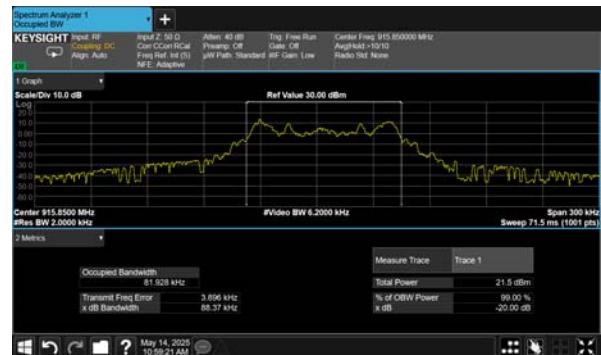 Spectrum Analyzer 1
Occupied BW
KEYSIGHT Input: RF Input Z: 50 Ω Atten: 40 dB Trig: Free Run Center Freq: 915.850000 MHz
Coupling: DC Corr CCorr RCal Preamp: Off Gate: Off Avg|Hold:>10/10
Align: Auto Freq Ref: Int (S) µW Path: Standard #IF Gain: Low Radio Std: None
NFE: Adaptive
1 Graph
Scale/Div 10.0 dB Ref Value 30.00 dBm
Log
20.0
10.0
0.00
-10.0
-20.0
-30.0
-40.0
-50.0
-60.0
Center 915.8500 MHz #Video BW 6.2000 kHz Span 300 kHz
#Res BW 2.0000 kHz Sweep 71.5 ms (1001 pts)
2 Metrics
Measure Trace Trace 1
Occupied Bandwidth
81.928 kHz Total Power 21.5 dBm
Transmit Freq Error 3.896 kHz % of OBW Power 99.00 %
x dB Bandwidth 88.37 kHz x dB -20.00 dB
? May 14, 2025
10:59:21 AM